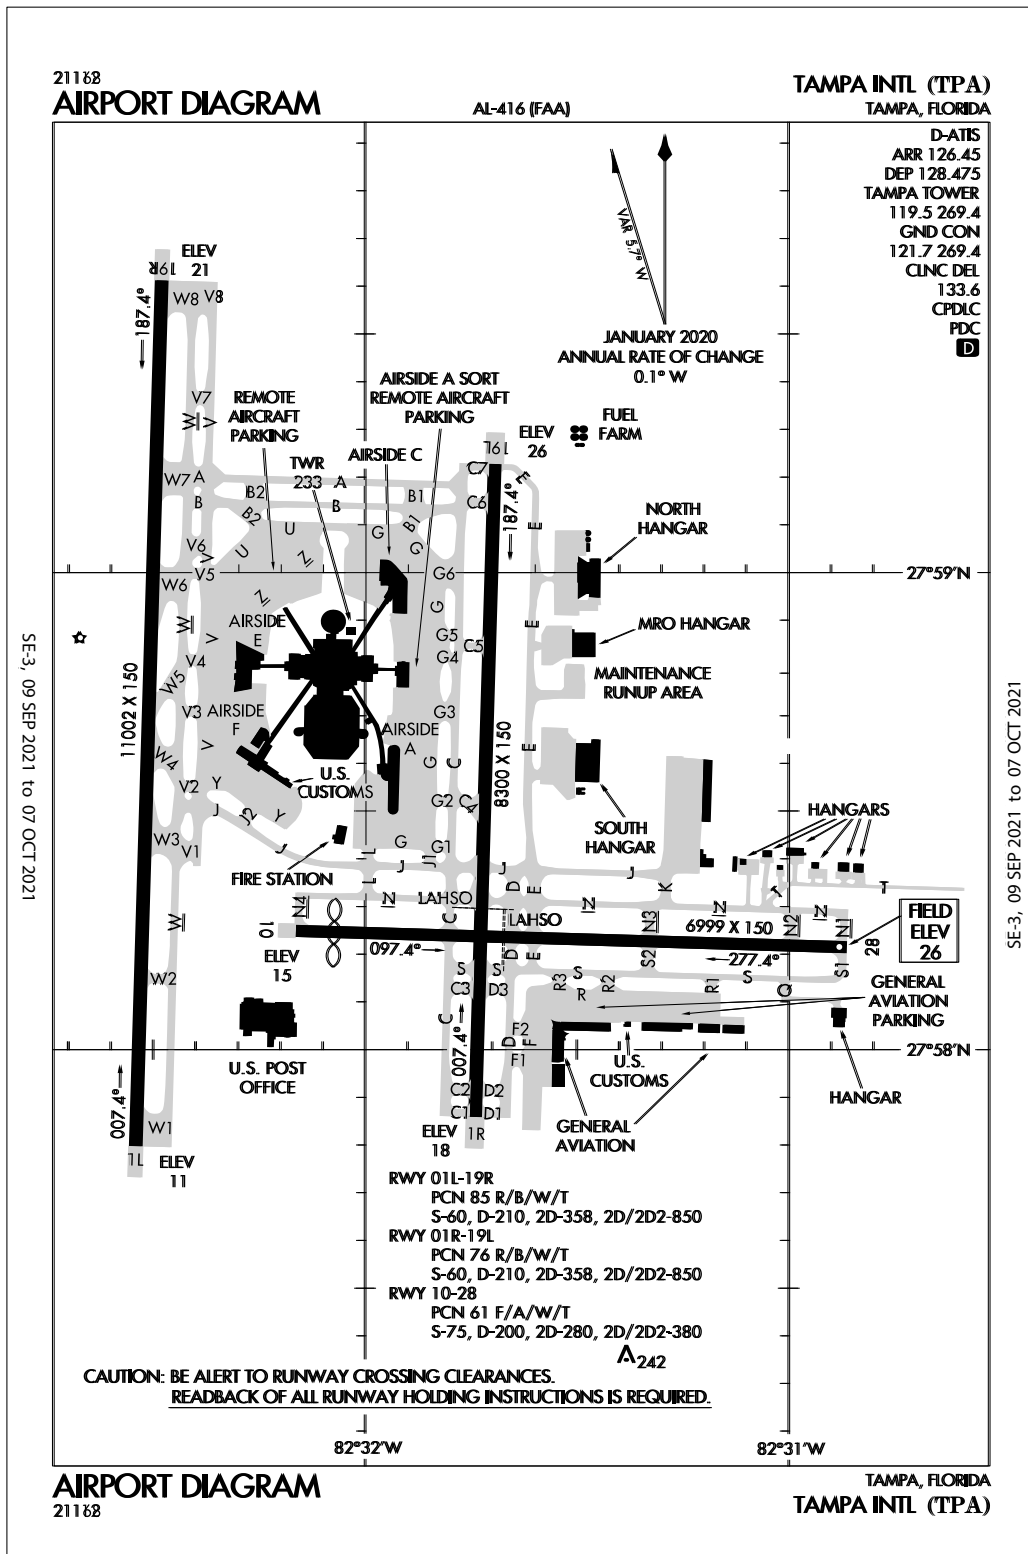 TAMPA INTL (TPA)
AIRPORT DIAGRAM
AL-416 (FAA)
TAMPA, FLORIDA
D-ATIS
ARR 126.45
DEP 128.475
TAMPA TOWER
119.5 269.4
GND CON
121.7 269.4
CLNC DEL
133.6
CPDLC
PDC
D
VAR 5.7° W
JANUARY 2020
ANNUAL RATE OF CHANGE
0.1° W
ELEV
21
19R
W8 V8
187.4°
V7
W
V
REMOTE
AIRCRAFT
PARKING
AIRSIDE A SORT
REMOTE AIRCRAFT
PARKING
FUEL
FARM
ELEV
26
19L
AIRSIDE C
TWR
233
C7
E
W7 A
A
B2
B
B
B1
C6
187.4°
B2
U
B1
G
G
E
NORTH
HANGAR
V6
V
U
Z
V5
G6
27°59'N
W6
Z
G
W
AIRSIDE
E
V
G5
C5
G4
E
MRO HANGAR
V4
W5
MAINTENANCE
RUNUP AREA
V3
AIRSIDE
F
AIRSIDE
A
G3
11002 X 150
8300 X 150
V
W4
G
C
E
U.S.
CUSTOMS
V2
Y
J
J2
Y
G2
C4
HANGARS
SOUTH
HANGAR
W3
V1
J
L
G
G1
J
J1
J
D
E
J
K
T
T
FIRE STATION
L
N4
N
LAHSO
C
LAHSO
N
N3
N
N2
N
N1
FIELD
ELEV
26
W
10
6999 X 150
28
ELEV
15
097.4°
277.4°
D
E
S2
S1
W2
S
S
S
S
C3
D3
R3
R
R2
R1
Q
GENERAL
AVIATION
PARKING
C
007.4°
D
F2
F
F1
27°58'N
U.S. POST
OFFICE
U.S.
CUSTOMS
HANGAR
C2
D2
C1
D1
007.4°
W1
ELEV
18
1R
GENERAL
AVIATION
1L
ELEV
11
RWY 01L-19R
PCN 85 R/B/W/T
S-60, D-210, 2D-358, 2D/2D2-850
RWY 01R-19L
PCN 76 R/B/W/T
S-60, D-210, 2D-358, 2D/2D2-850
RWY 10-28
PCN 61 F/A/W/T
S-75, D-200, 2D-280, 2D/2D2-380
242
CAUTION: BE ALERT TO RUNWAY CROSSING CLEARANCES.
READBACK OF ALL RUNWAY HOLDING INSTRUCTIONS IS REQUIRED.
82°32'W
82°31'W
AIRPORT DIAGRAM
TAMPA, FLORIDA
TAMPA INTL (TPA)
SE-3, 09 SEP 2021 to 07 OCT 2021
SE-3, 09 SEP 2021 to 07 OCT 2021